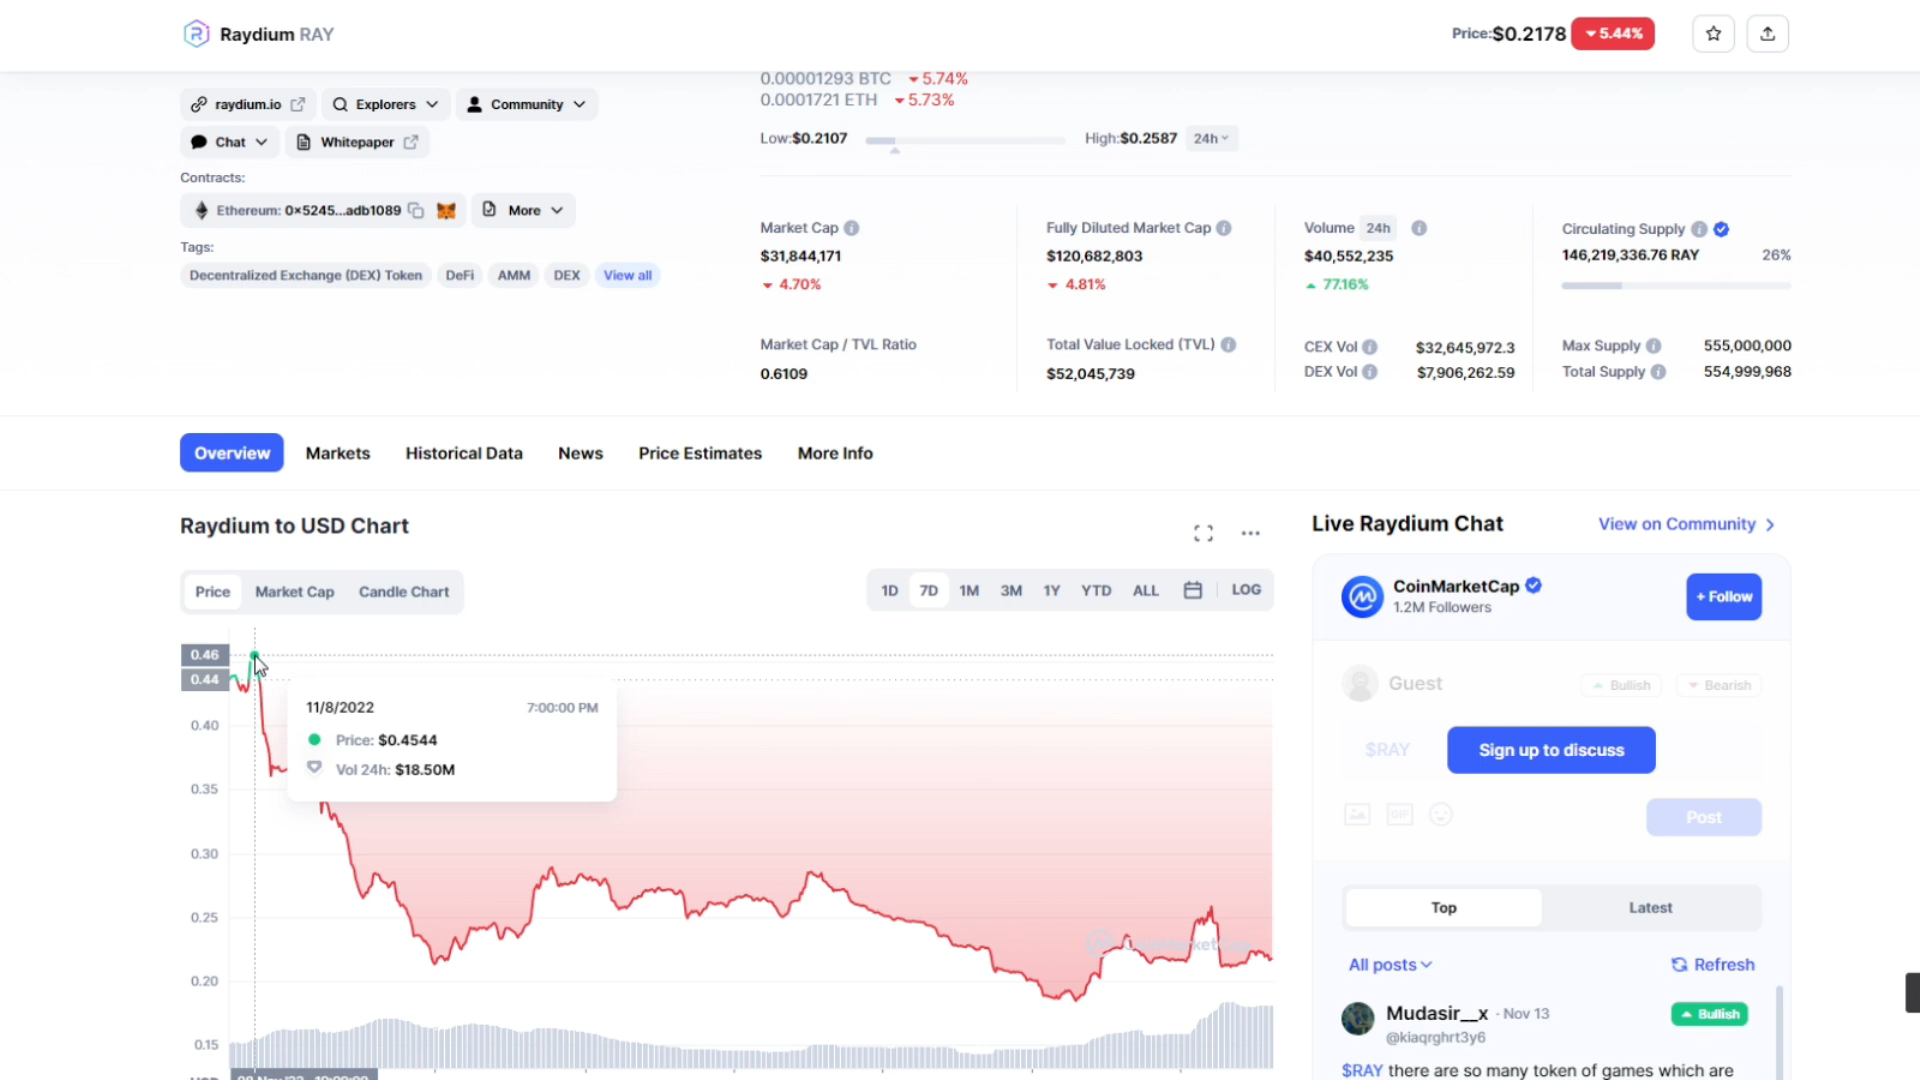 Raydium RAY
Price:$0.2178 5.44%
0.00001293 BTC 5.74%
0.0001721 ETH 5.73%
Low:$0.2107 High:$0.2587 24h
raydium.io Explorers Community
Chat Whitepaper
Contracts:
Ethereum: 0x5245...adb1089 More
Tags:
Decentralized Exchange (DEX) Token DeFi AMM DEX View all
Market Cap
$31,844,171
4.70%
Fully Diluted Market Cap
$120,682,803
4.81%
Volume 24h
$40,552,235
77.16%
Circulating Supply
146,219,336.76 RAY 26%
Market Cap / TVL Ratio
0.6109
Total Value Locked (TVL)
$52,045,739
CEX Vol $32,645,972.3
DEX Vol $7,906,262.59
Max Supply 555,000,000
Total Supply 554,999,968
Overview Markets Historical Data News Price Estimates More Info
Raydium to USD Chart
Price Market Cap Candle Chart
1D 7D 1M 3M 1Y YTD ALL LOG
0.46
0.44
0.40
0.35
0.30
0.25
0.20
0.15
11/8/2022 7:00:00 PM
Price: $0.4544
Vol 24h: $18.50M
Live Raydium Chat View on Community
CoinMarketCap
1.2M Followers
+ Follow
Guest Bullish Bearish
$RAY Sign up to discuss
GIF Post
Top Latest
All posts Refresh
Mudasir__x · Nov 13 Bullish
@kiaqrghrt3y6
$RAY there are so many token of games which are